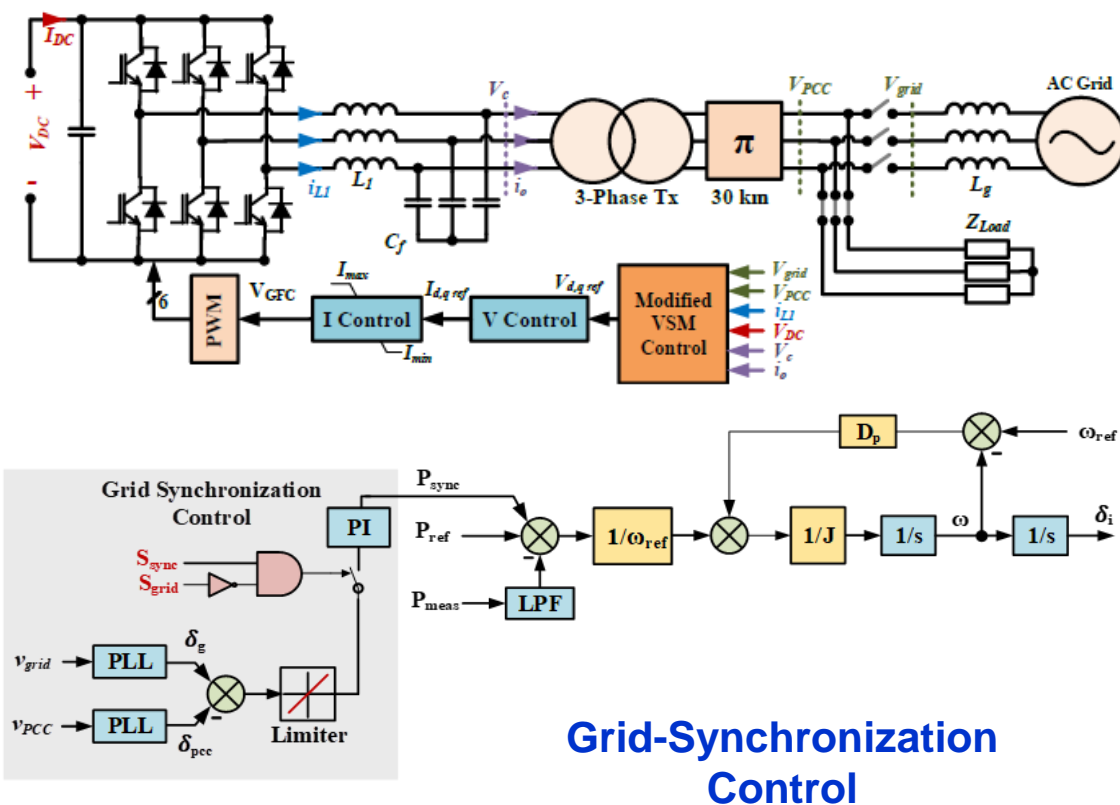 I_DC
+
V_DC
-
i_L1
L_1
C_f
V_c
i_o
3-Phase Tx
π
30 km
V_PCC
V_grid
L_g
AC Grid
Z_Load
6
PWM
V_GFC
I_max
I Control
I_min
I_d,q ref
V Control
V_d,q ref
Modified
VSM
Control
V_grid
V_PCC
i_L1
V_DC
V_c
i_o
Grid Synchronization
Control
S_sync
S_grid
PI
v_grid
PLL
δ_g
-
v_PCC
PLL
δ_pcc
Limiter
P_sync
P_ref
-
P_meas
LPF
1/ω_ref
D_p
-
ω_ref
1/J
1/s
ω
1/s
δ_i
Grid-Synchronization
Control